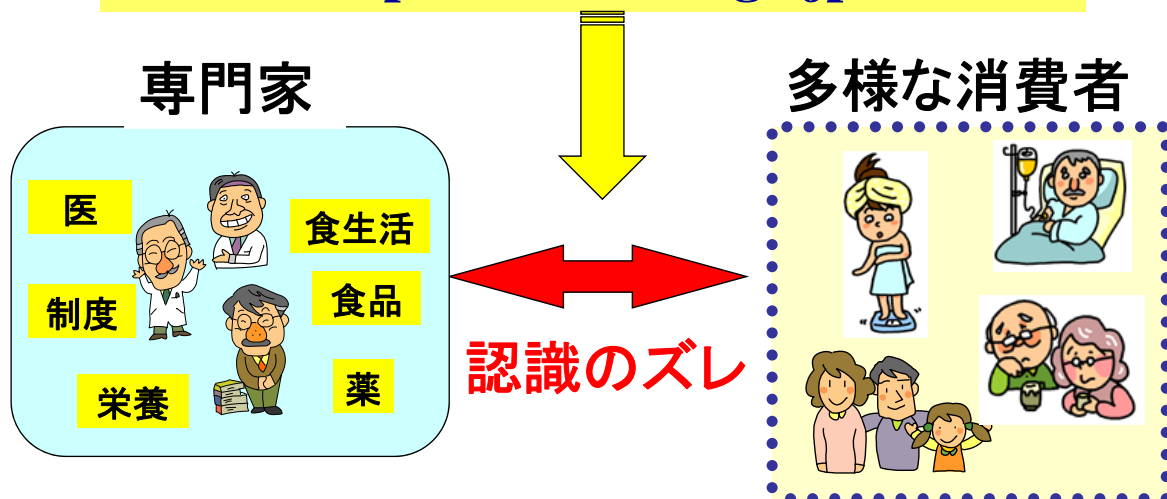 専門家
多様な消費者
医
食生活
制度
食品
栄養
薬
認識のズレ